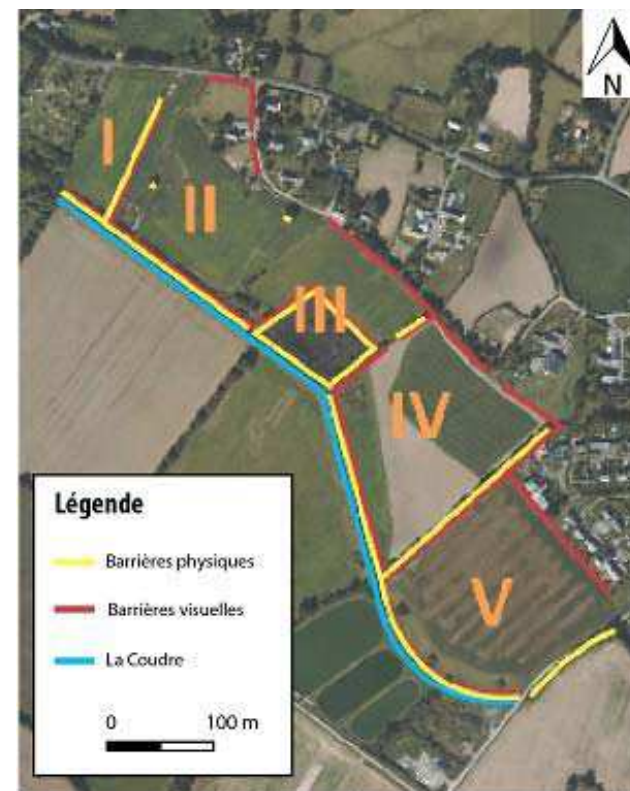 N
I
II
III
IV
V
Légende
Barrières physiques
Barrières visuelles
La Coudre
0 100 m